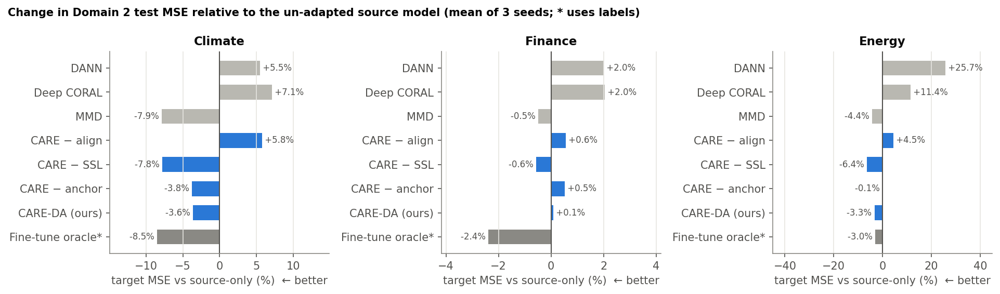 Change in Domain 2 test MSE relative to the un-adapted source model (mean of 3 seeds; * uses labels)
Climate
DANN +5.5%
Deep CORAL +7.1%
MMD -7.9%
CARE − align +5.8%
CARE − SSL -7.8%
CARE − anchor -3.8%
CARE-DA (ours) -3.6%
Fine-tune oracle* -8.5%
−10 −5 0 5 10
target MSE vs source-only (%) ← better
Finance
DANN +2.0%
Deep CORAL +2.0%
MMD -0.5%
CARE − align +0.6%
CARE − SSL -0.6%
CARE − anchor +0.5%
CARE-DA (ours) +0.1%
Fine-tune oracle* -2.4%
−4 −2 0 2 4
target MSE vs source-only (%) ← better
Energy
DANN +25.7%
Deep CORAL +11.4%
MMD -4.4%
CARE − align +4.5%
CARE − SSL -6.4%
CARE − anchor -0.1%
CARE-DA (ours) -3.3%
Fine-tune oracle* -3.0%
−40 −20 0 20 40
target MSE vs source-only (%) ← better